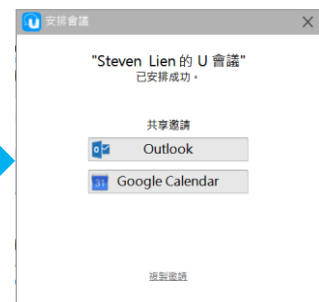 安排會議
"Steven Lien 的 U 會議"
已安排成功。
共享邀請
Outlook
31 Google Calendar
複製邀請